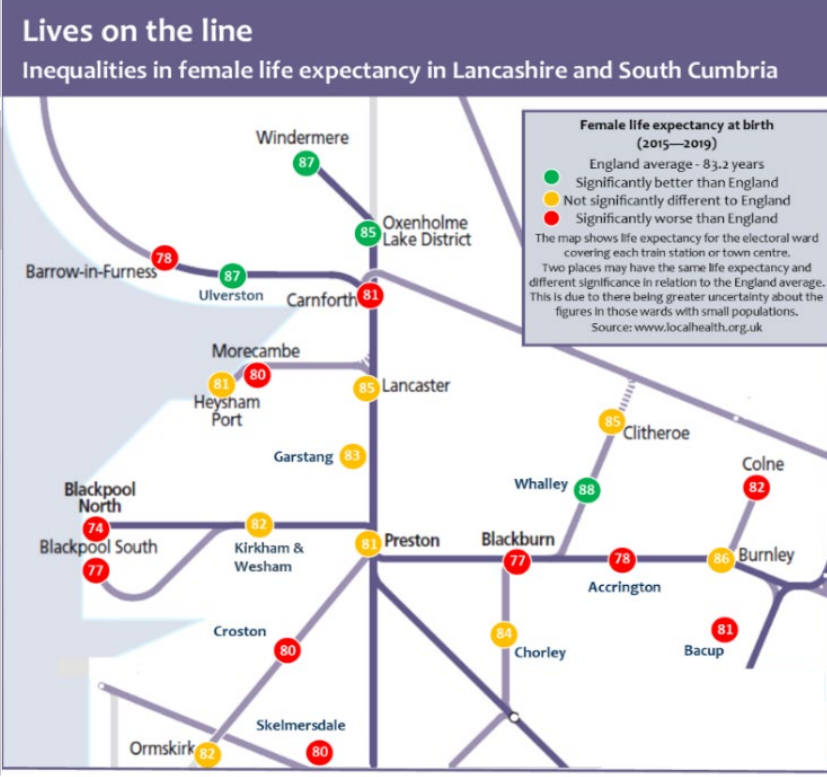 Lives on the line
Inequalities in female life expectancy in Lancashire and South Cumbria
Female life expectancy at birth
(2015—2019)
England average - 83.2 years
Significantly better than England
Not significantly different to England
Significantly worse than England
The map shows life expectancy for the electoral ward
covering each train station or town centre.
Two places may have the same life expectancy and
different significance in relation to the England average.
This is due to there being greater uncertainty about the
figures in those wards with small populations.
Source: www.localhealth.org.uk
Windermere
87
85
Oxenholme
Lake District
78
Barrow-in-Furness
87
Ulverston
Carnforth
81
Morecambe
80
81
Heysham
Port
85
Lancaster
85
Clitheroe
Garstang
83
Whalley
88
Colne
82
Blackpool
North
74
Blackpool South
77
82
Kirkham &
Wesham
81
Preston
Blackburn
77
78
Accrington
86
Burnley
Croston
80
84
Chorley
81
Bacup
Ormskirk
82
Skelmersdale
80